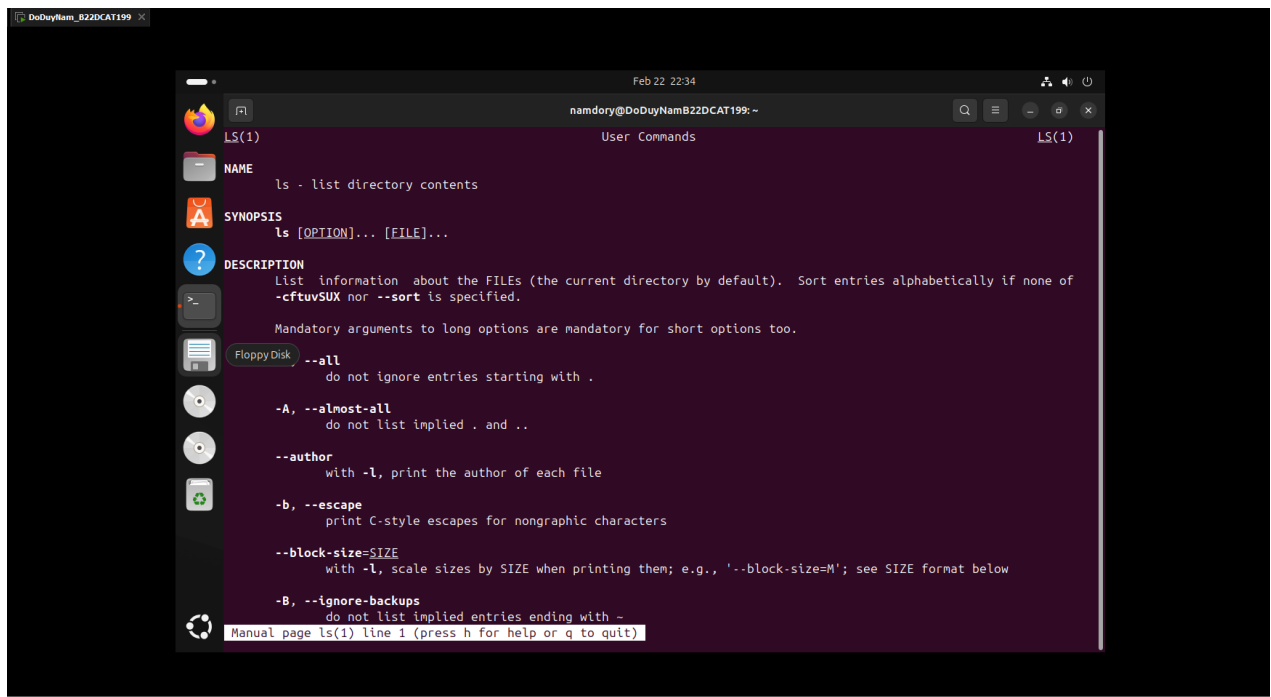 DoDuyNam_B22DCAT199
Feb 22 22:34
namdory@DoDuyNamB22DCAT199: ~
LS(1) User Commands LS(1)
NAME
ls - list directory contents
SYNOPSIS
ls [OPTION]... [FILE]...
DESCRIPTION
List information about the FILEs (the current directory by default). Sort entries alphabetically if none of
-cftuvSUX nor --sort is specified.
Mandatory arguments to long options are mandatory for short options too.
Floppy Disk
, --all
do not ignore entries starting with .
-A, --almost-all
do not list implied . and ..
--author
with -l, print the author of each file
-b, --escape
print C-style escapes for nongraphic characters
--block-size=SIZE
with -l, scale sizes by SIZE when printing them; e.g., '--block-size=M'; see SIZE format below
-B, --ignore-backups
do not list implied entries ending with ~
Manual page ls(1) line 1 (press h for help or q to quit)